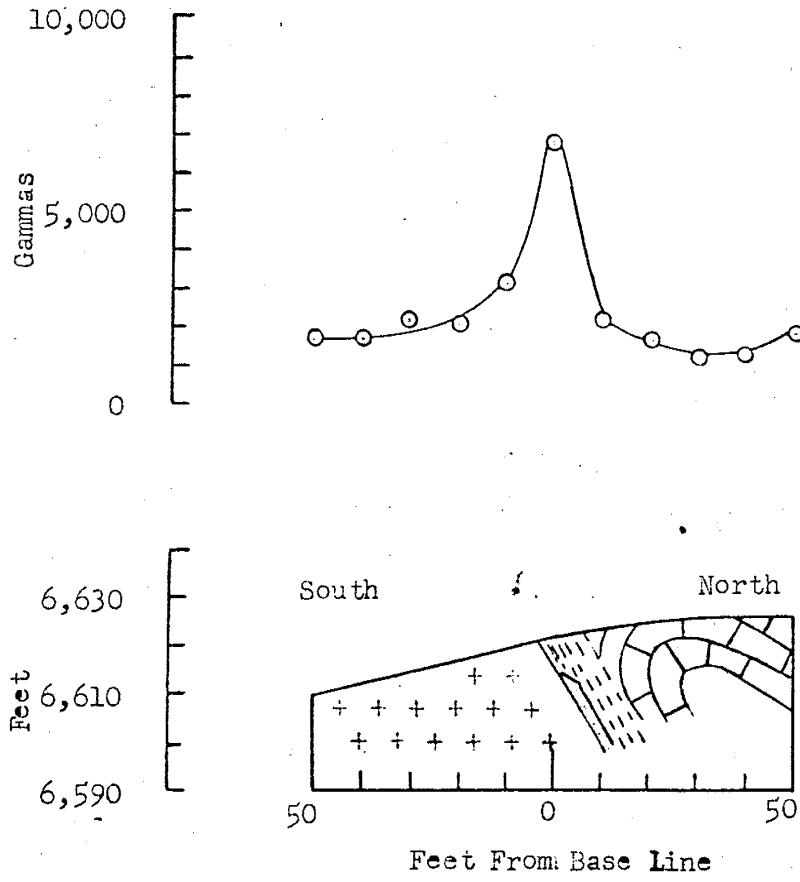 10,000
Gammas
5,000
0
South
North
6,630
Feet
6,610
6,590
50
0
50
Feet From Base Line